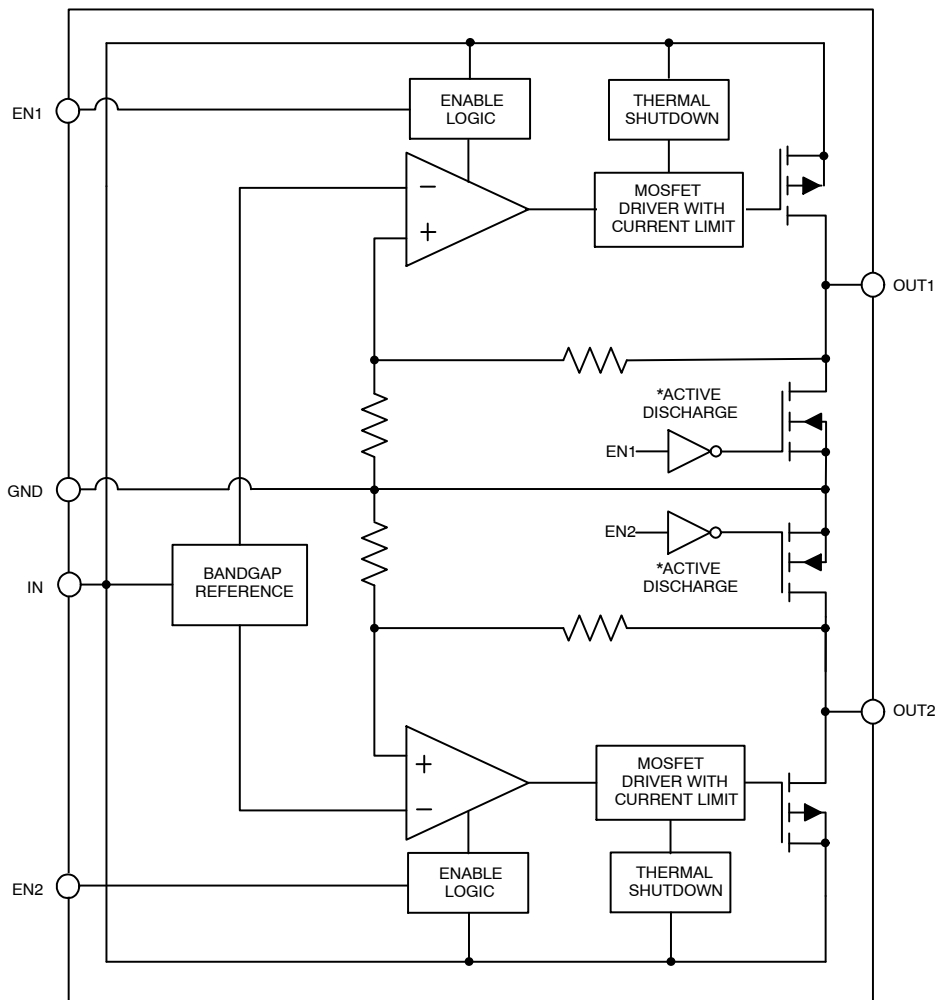 EN1
ENABLE
LOGIC
THERMAL
SHUTDOWN
−
+
MOSFET
DRIVER WITH
CURRENT LIMIT
OUT1
*ACTIVE
DISCHARGE
EN1
GND
EN2
*ACTIVE
DISCHARGE
IN
BANDGAP
REFERENCE
OUT2
+
−
MOSFET
DRIVER WITH
CURRENT LIMIT
EN2
ENABLE
LOGIC
THERMAL
SHUTDOWN